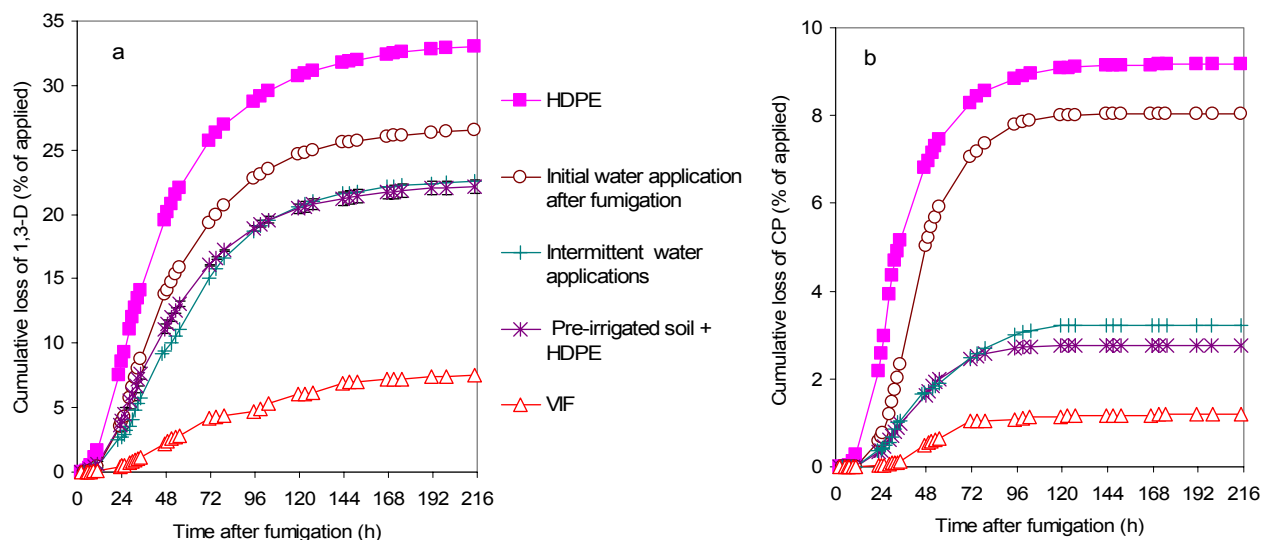 a
Cumulative loss of 1,3-D (% of applied)
35
30
25
20
15
10
5
0
0 24 48 72 96 120 144 168 192 216
Time after fumigation (h)
HDPE
Initial water application
after fumigation
Intermittent water
applications
Pre-irrigated soil +
HDPE
VIF
b
Cumulative loss of CP (% of applied)
10
8
6
4
2
0
0 24 48 72 96 120 144 168 192 216
Time after fumigation (h)